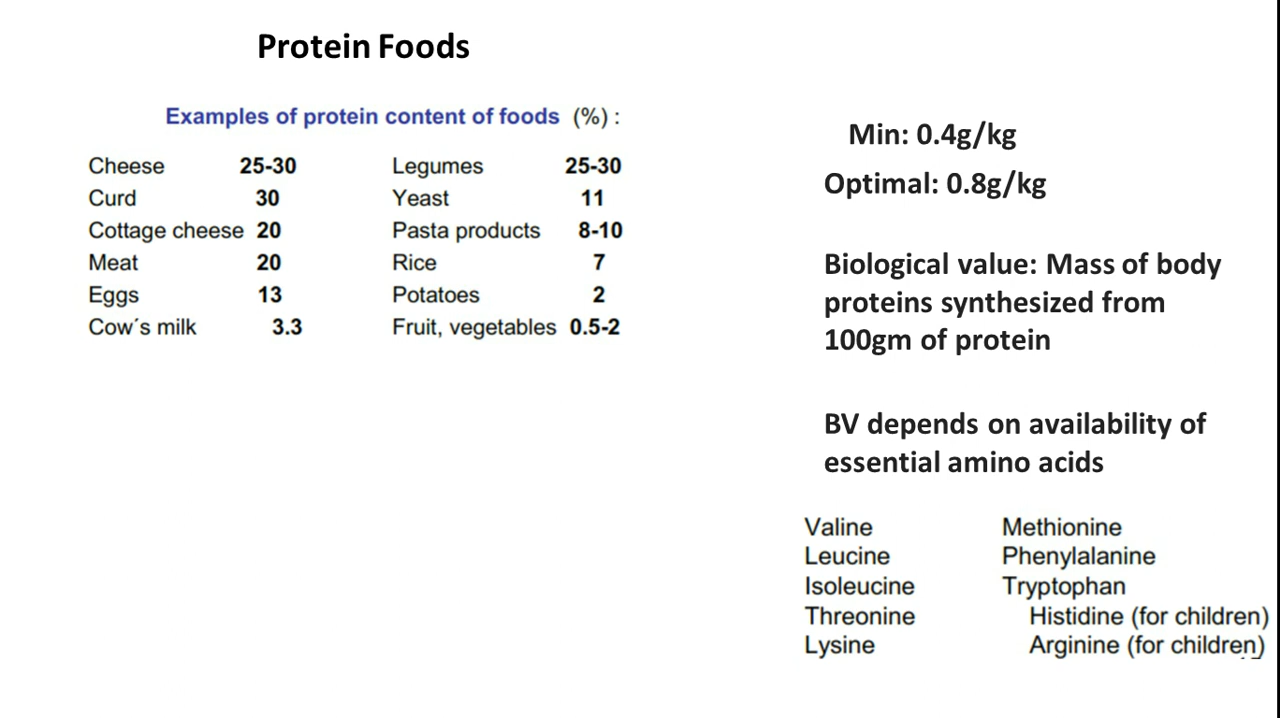 Protein Foods
Examples of protein content of foods (%) :
Cheese 25-30 Legumes 25-30
Curd 30 Yeast 11
Cottage cheese 20 Pasta products 8-10
Meat 20 Rice 7
Eggs 13 Potatoes 2
Cow´s milk 3.3 Fruit, vegetables 0.5-2
Min: 0.4g/kg
Optimal: 0.8g/kg
Biological value: Mass of body
proteins synthesized from
100gm of protein
BV depends on availability of
essential amino acids
Valine Methionine
Leucine Phenylalanine
Isoleucine Tryptophan
Threonine Histidine (for children)
Lysine Arginine (for children)